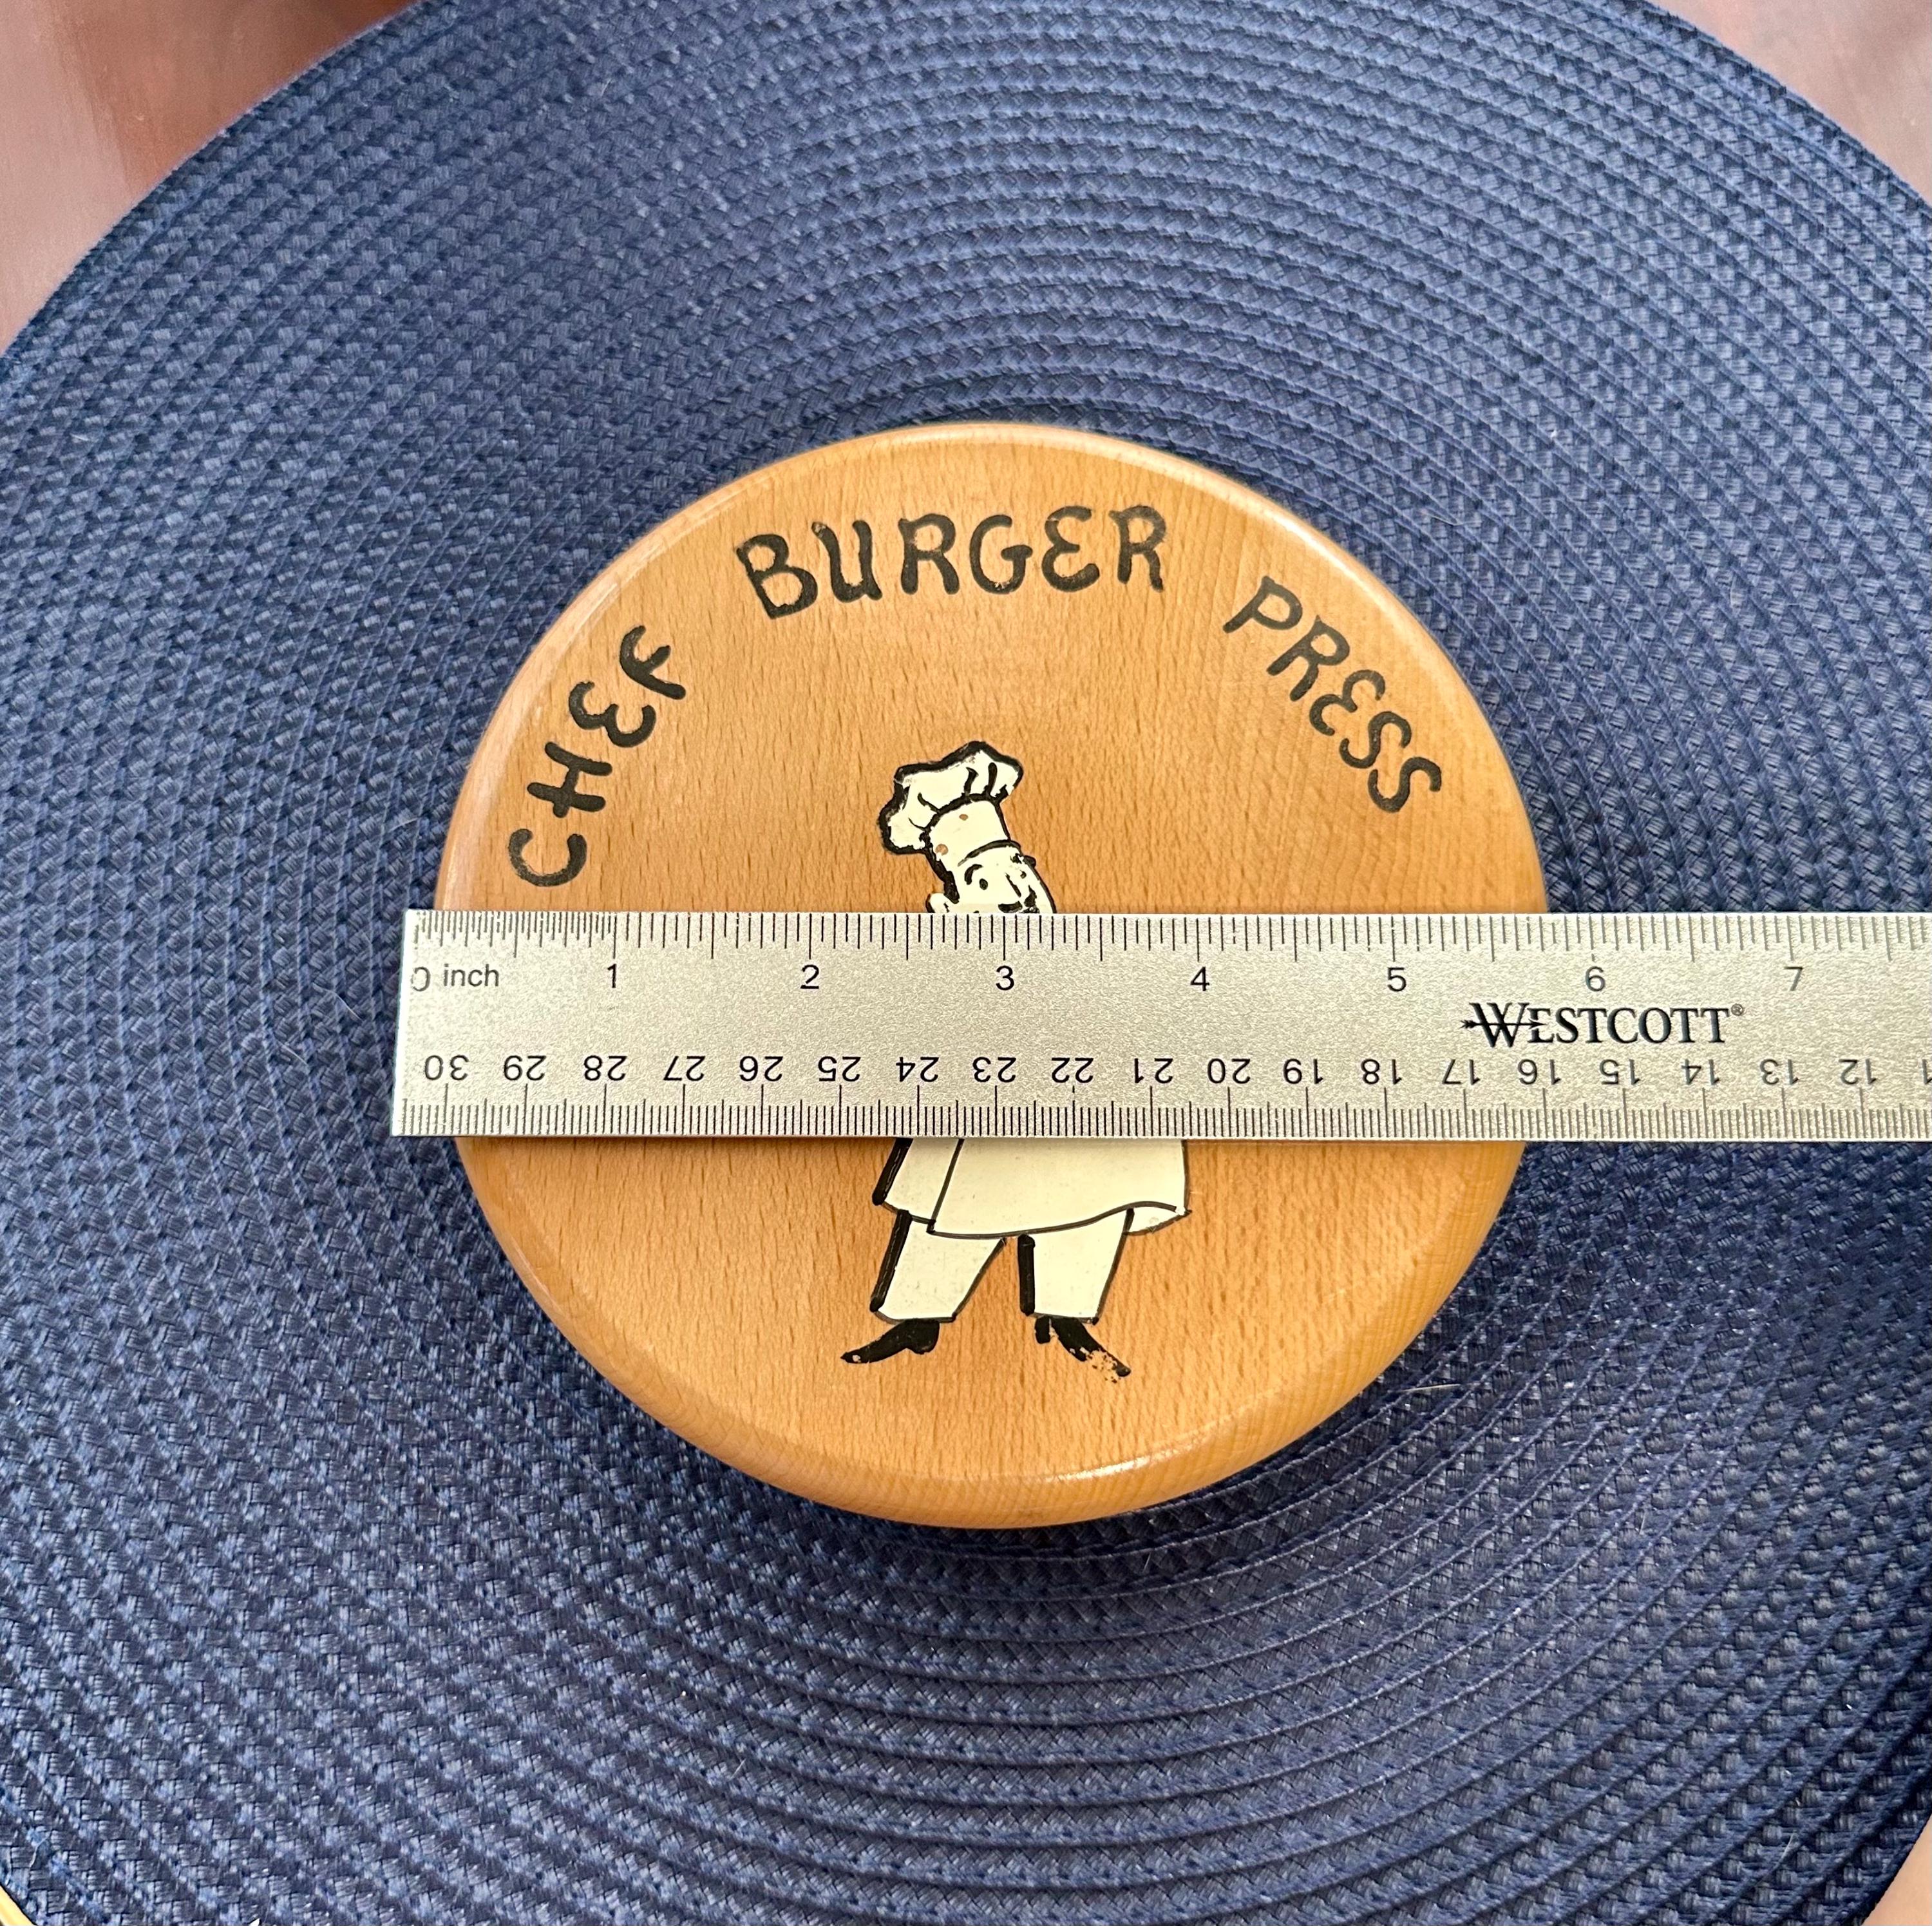 CHEF BURGER PRESS
0 inch 1 2 3 4 5 6 7
WESTCOTT®
30 29 28 27 26 25 24 23 22 21 20 19 18 17 16 15 14 13 12